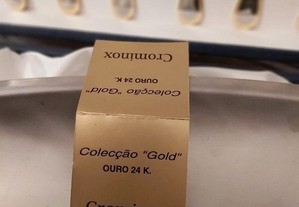 Crominox
OURO 24 K.
Colecção "Gold"
Colecção "Gold"
OURO 24 K.